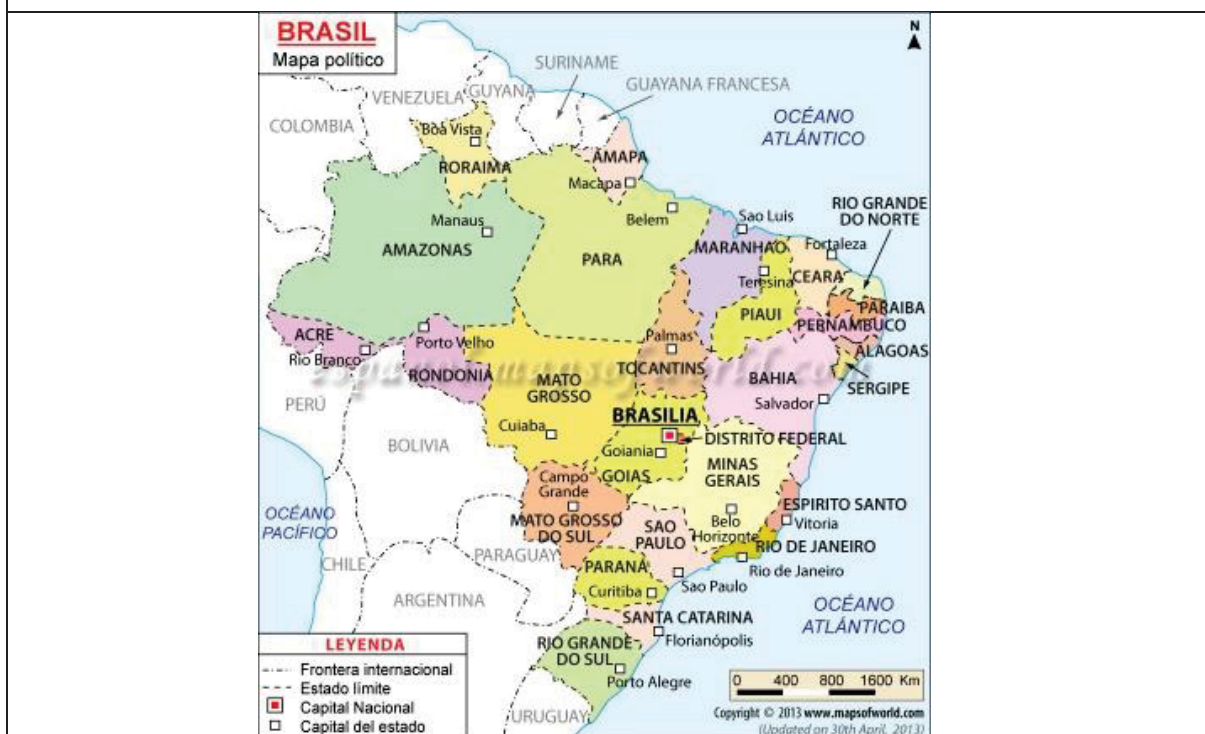 BRASIL
Mapa político
N
SURINAME
GUYANA
VENEZUELA
GUAYANA FRANCESA
COLOMBIA
OCÉANO
ATLÁNTICO
Boa Vista
RORAIMA
AMAPA
Macapa
RIO GRANDE
DO NORTE
Manaus
Belem
Sao Luis
Fortaleza
AMAZONAS
PARA
MARANHAO
CEARA
Teresina
PARAIBA
PIAUI
PERNAMBUCO
ACRE
Porto Velho
Palmas
ALAGOAS
Rio Branco
RONDONIA
TOCANTINS
espanol.mapsofworld.com
MATO
GROSSO
BAHIA
SERGIPE
PERÚ
Salvador
BRASILIA
Cuiaba
DISTRITO FEDERAL
BOLIVIA
Goiania
GOIAS
MINAS
GERAIS
Campo
Grande
ESPIRITO SANTO
OCÉANO
PACÍFICO
MATO GROSSO
DO SUL
SAO
PAULO
Belo
Horizonte
Vitoria
RIO DE JANEIRO
Rio de Janeiro
PARAGUAY
CHILE
PARANÁ
Sao Paulo
Curitiba
ARGENTINA
OCÉANO
ATLÁNTICO
SANTA CATARINA
Florianópolis
RIO GRANDE
DO SUL
Porto Alegre
URUGUAY
LEYENDA
Frontera internacional
Estado límite
Capital Nacional
Capital del estado
0 400 800 1600 Km
Copyright © 2013 www.mapsofworld.com
(Updated on 30th April, 2013)